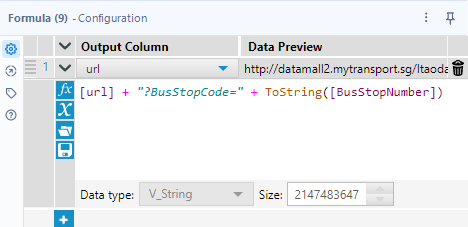 Formula (9) - Configuration
Output Column Data Preview
1 url http://datamall2.mytransport.sg/ltaoda
[url] + "?BusStopCode=" + ToString([BusStopNumber])
Data type: V_String Size: 2147483647